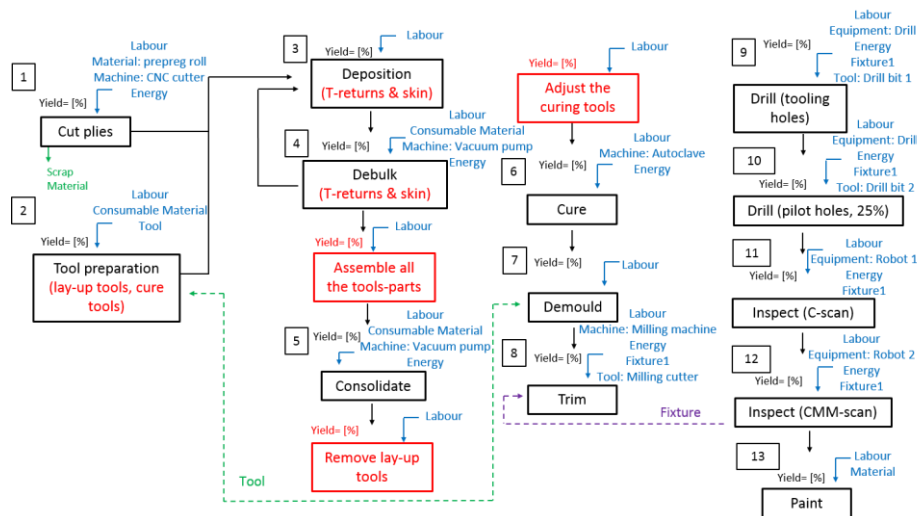 1
Labour
Material: prepreg roll
Machine: CNC cutter
Energy
Yield= [%]
Cut plies
Scrap
Material
2
Labour
Consumable Material
Tool
Yield= [%]
Tool preparation
(lay-up tools, cure
tools)
3
Labour
Yield= [%]
Deposition
(T-returns & skin)
4
Labour
Consumable Material
Machine: Vacuum pump
Energy
Yield= [%]
Debulk
(T-returns & skin)
Labour
Yield= [%]
Assemble all
the tools-parts
5
Labour
Consumable Material
Machine: Vacuum pump
Energy
Yield= [%]
Consolidate
Labour
Yield= [%]
Remove lay-up
tools
Tool
Labour
Yield= [%]
Adjust the
curing tools
6
Labour
Machine: Autoclave
Energy
Yield= [%]
Cure
7
Labour
Yield= [%]
Demould
8
Labour
Machine: Milling machine
Energy
Fixture1
Tool: Milling cutter
Yield= [%]
Trim
Fixture
9
Labour
Equipment: Drill
Energy
Fixture1
Tool: Drill bit 1
Yield= [%]
Drill (tooling
holes)
10
Labour
Equipment: Drill
Energy
Fixture1
Tool: Drill bit 2
Yield= [%]
Drill (pilot holes, 25%)
11
Labour
Equipment: Robot 1
Energy
Fixture1
Yield= [%]
Inspect (C-scan)
12
Labour
Equipment: Robot 2
Energy
Fixture1
Yield= [%]
Inspect (CMM-scan)
13
Labour
Material
Yield= [%]
Paint